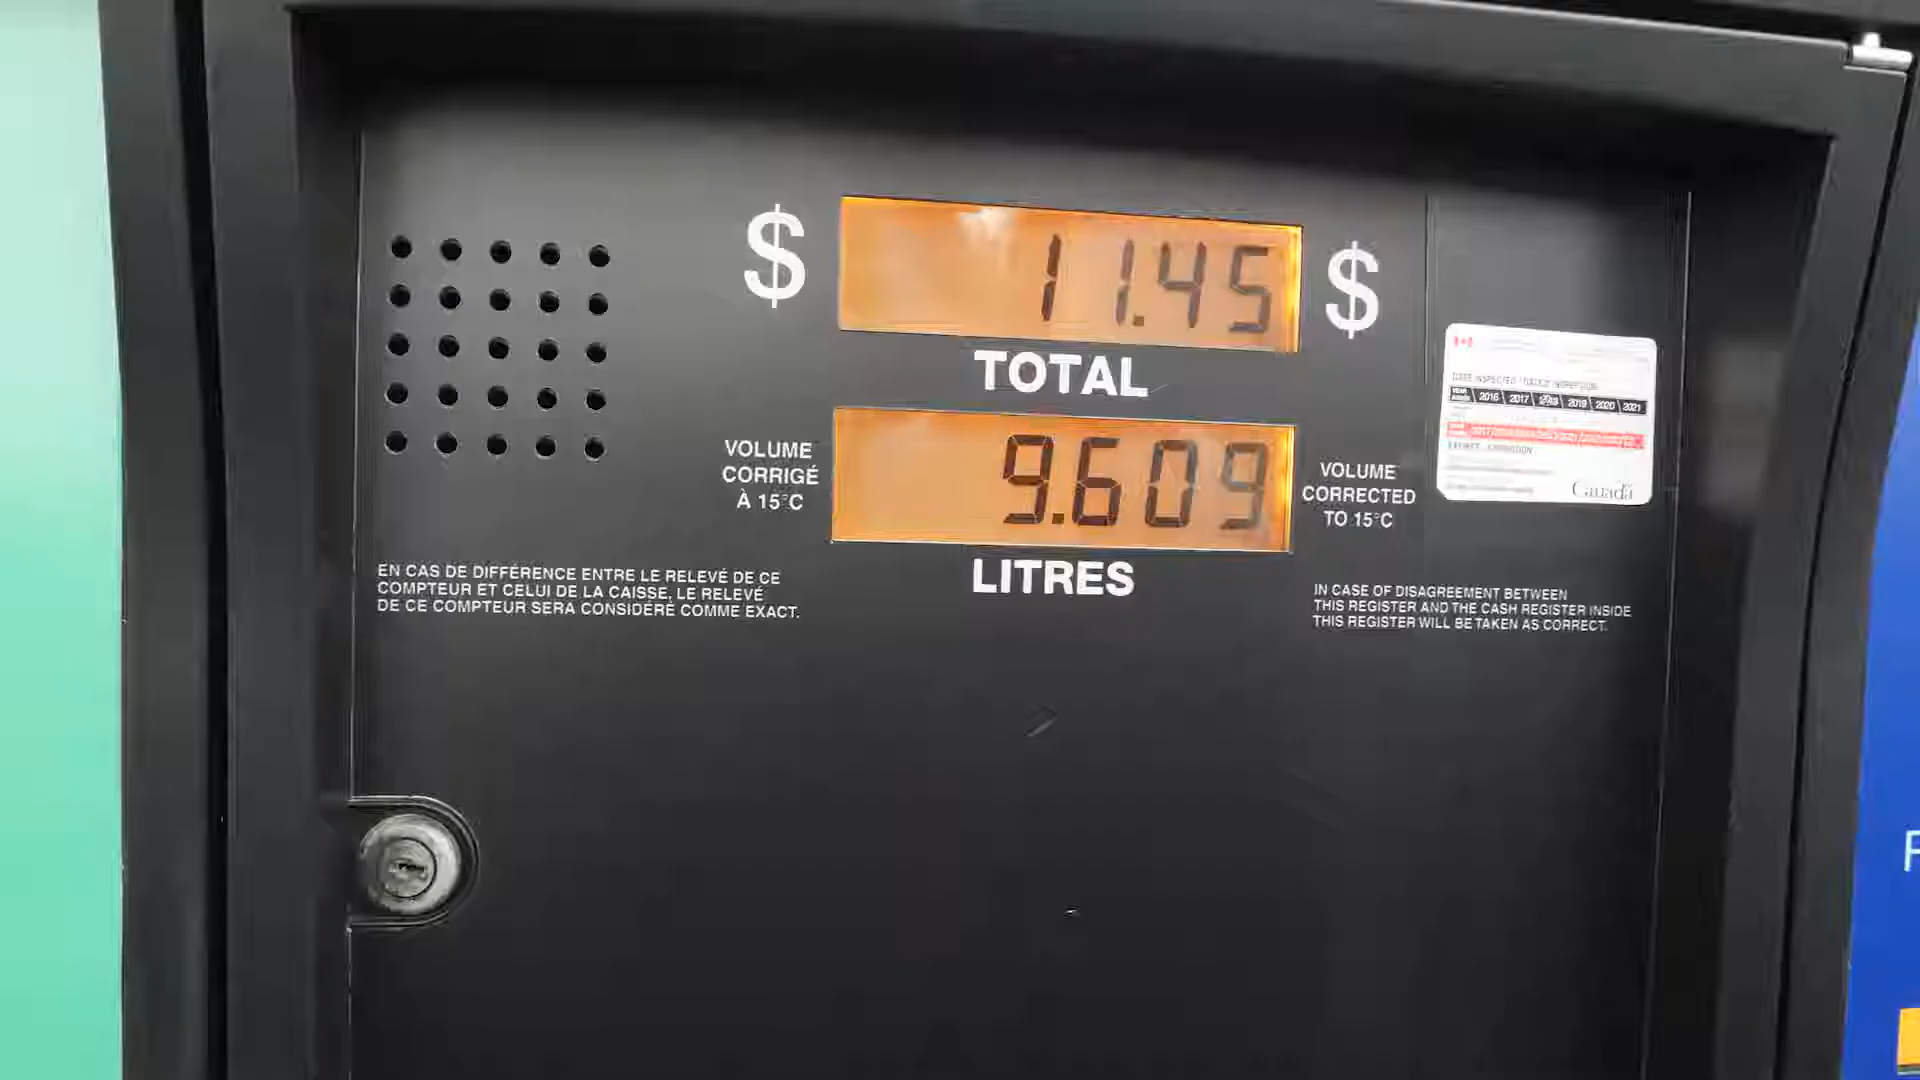 $ 11.45 $
TOTAL
9.609
LITRES
VOLUME
CORRIGÉ
À 15°C
VOLUME
CORRECTED
TO 15°C
EN CAS DE DIFFÉRENCE ENTRE LE RELEVÉ DE CE
COMPTEUR ET CELUI DE LA CAISSE, LE RELEVÉ
DE CE COMPTEUR SERA CONSIDÉRÉ COMME EXACT.
IN CASE OF DISAGREEMENT BETWEEN
THIS REGISTER AND THE CASH REGISTER INSIDE
THIS REGISTER WILL BE TAKEN AS CORRECT.
2016 2017 2018 2019 2020 2021
Canada